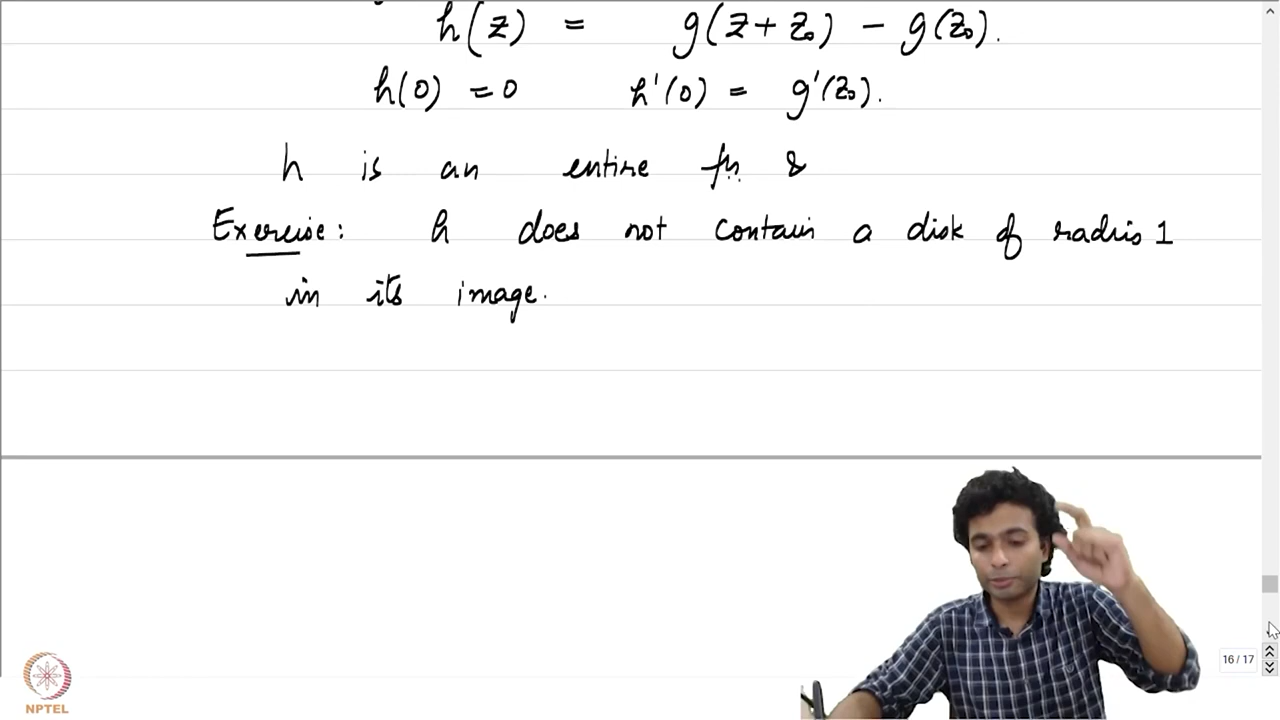 h(z) = g(z + z₀) - g(z₀).
h(0) = 0 h'(0) = g'(z₀).
h is an entire fn. &
Exercise: h does not contain a disk of radius 1
in its image.
16 / 17
NPTEL